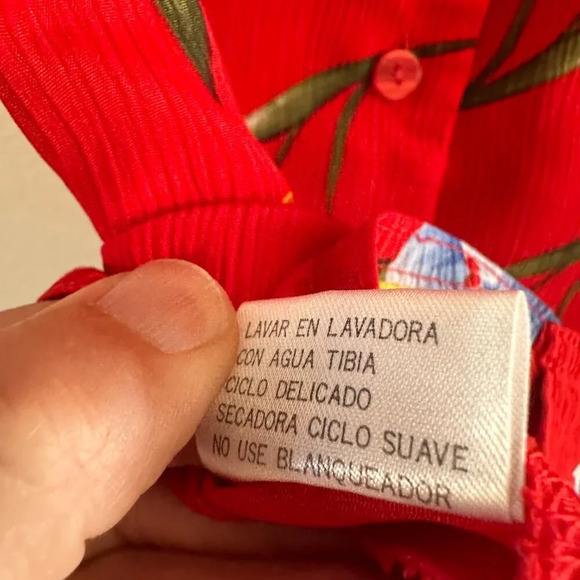 LAVAR EN LAVADORA
CON AGUA TIBIA
CICLO DELICADO
SECADORA CICLO SUAVE
NO USE BLANQUEADOR